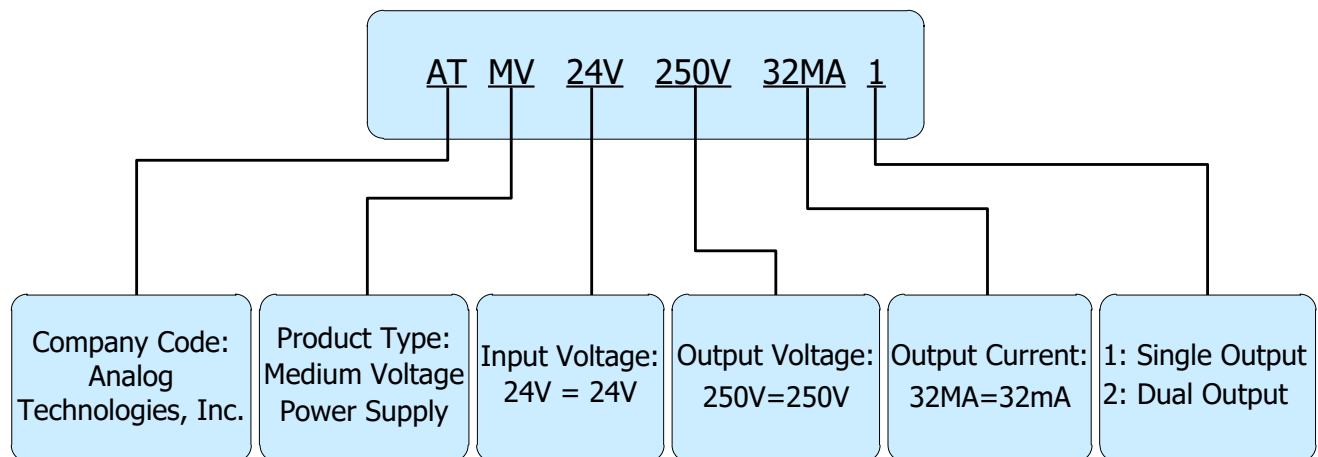 AT MV 24V 250V 32MA 1
Company Code:
Analog
Technologies, Inc.
Product Type:
Medium Voltage
Power Supply
Input Voltage:
24V = 24V
Output Voltage:
250V=250V
Output Current:
32MA=32mA
1: Single Output
2: Dual Output